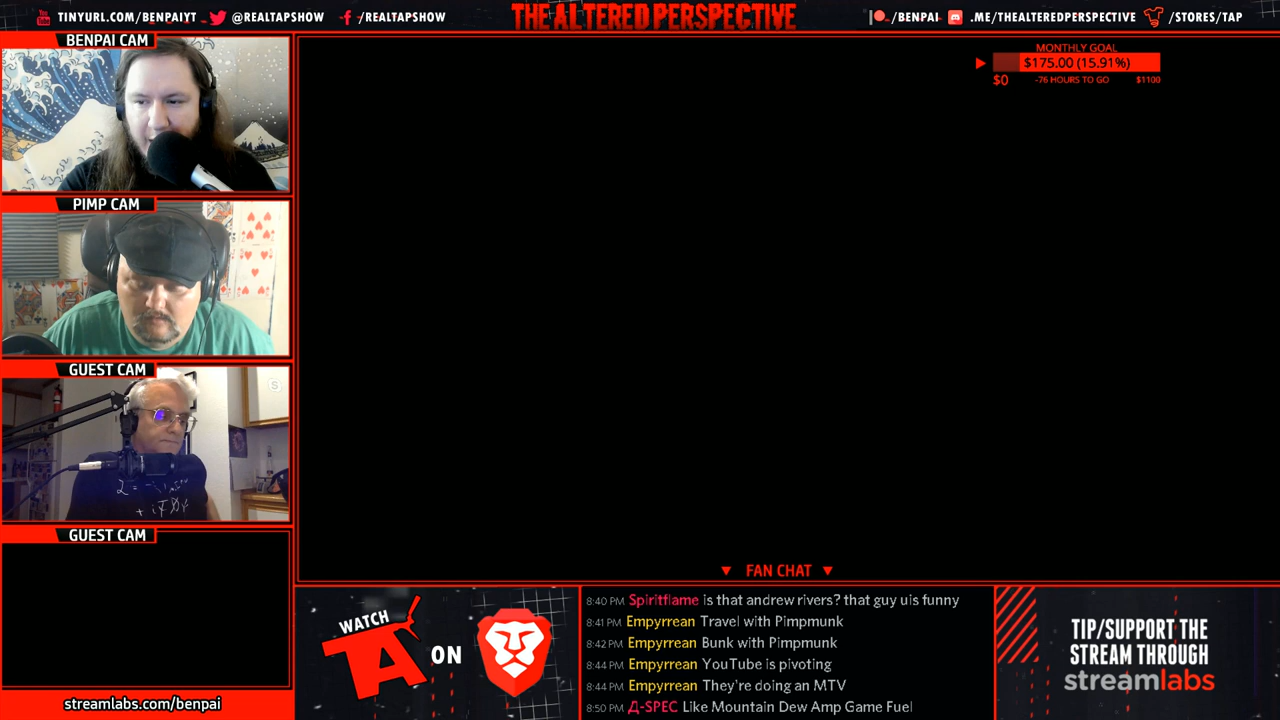 TINYURL.COM/BENPAIYT @REALTAPSHOW /REALTAPSHOW THE ALTERED PERSPECTIVE /BENPAI .ME/THEALTEREDPERSPECTIVE /STORES/TAP
BENPAI CAM
PIMP CAM
GUEST CAM
S
GUEST CAM
streamlabs.com/benpai
MONTHLY GOAL
$175.00 (15.91%)
$0 -76 HOURS TO GO $1100
FAN CHAT
WATCH
TA ON
8:40 PM Spiritflame is that andrew rivers? that guy uis funny
8:41 PM Empyrrean Travel with Pimpmunk
8:42 PM Empyrrean Bunk with Pimpmunk
8:44 PM Empyrrean YouTube is pivoting
8:44 PM Empyrrean They're doing an MTV
8:50 PM Д-SPEC Like Mountain Dew Amp Game Fuel
TIP/SUPPORT THE
STREAM THROUGH
streamlabs